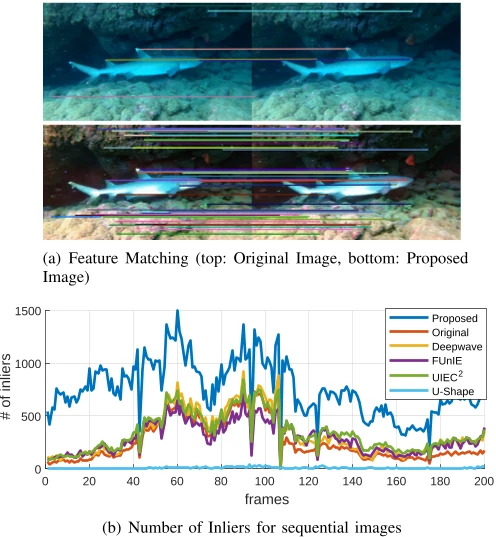 (a) Feature Matching (top: Original Image, bottom: Proposed
Image)
1500
1000
500
0
# of inliers
Proposed
Original
Deepwave
FUnIE
UIEC²
U-Shape
0 20 40 60 80 100 120 140 160 180 200
frames
(b) Number of Inliers for sequential images